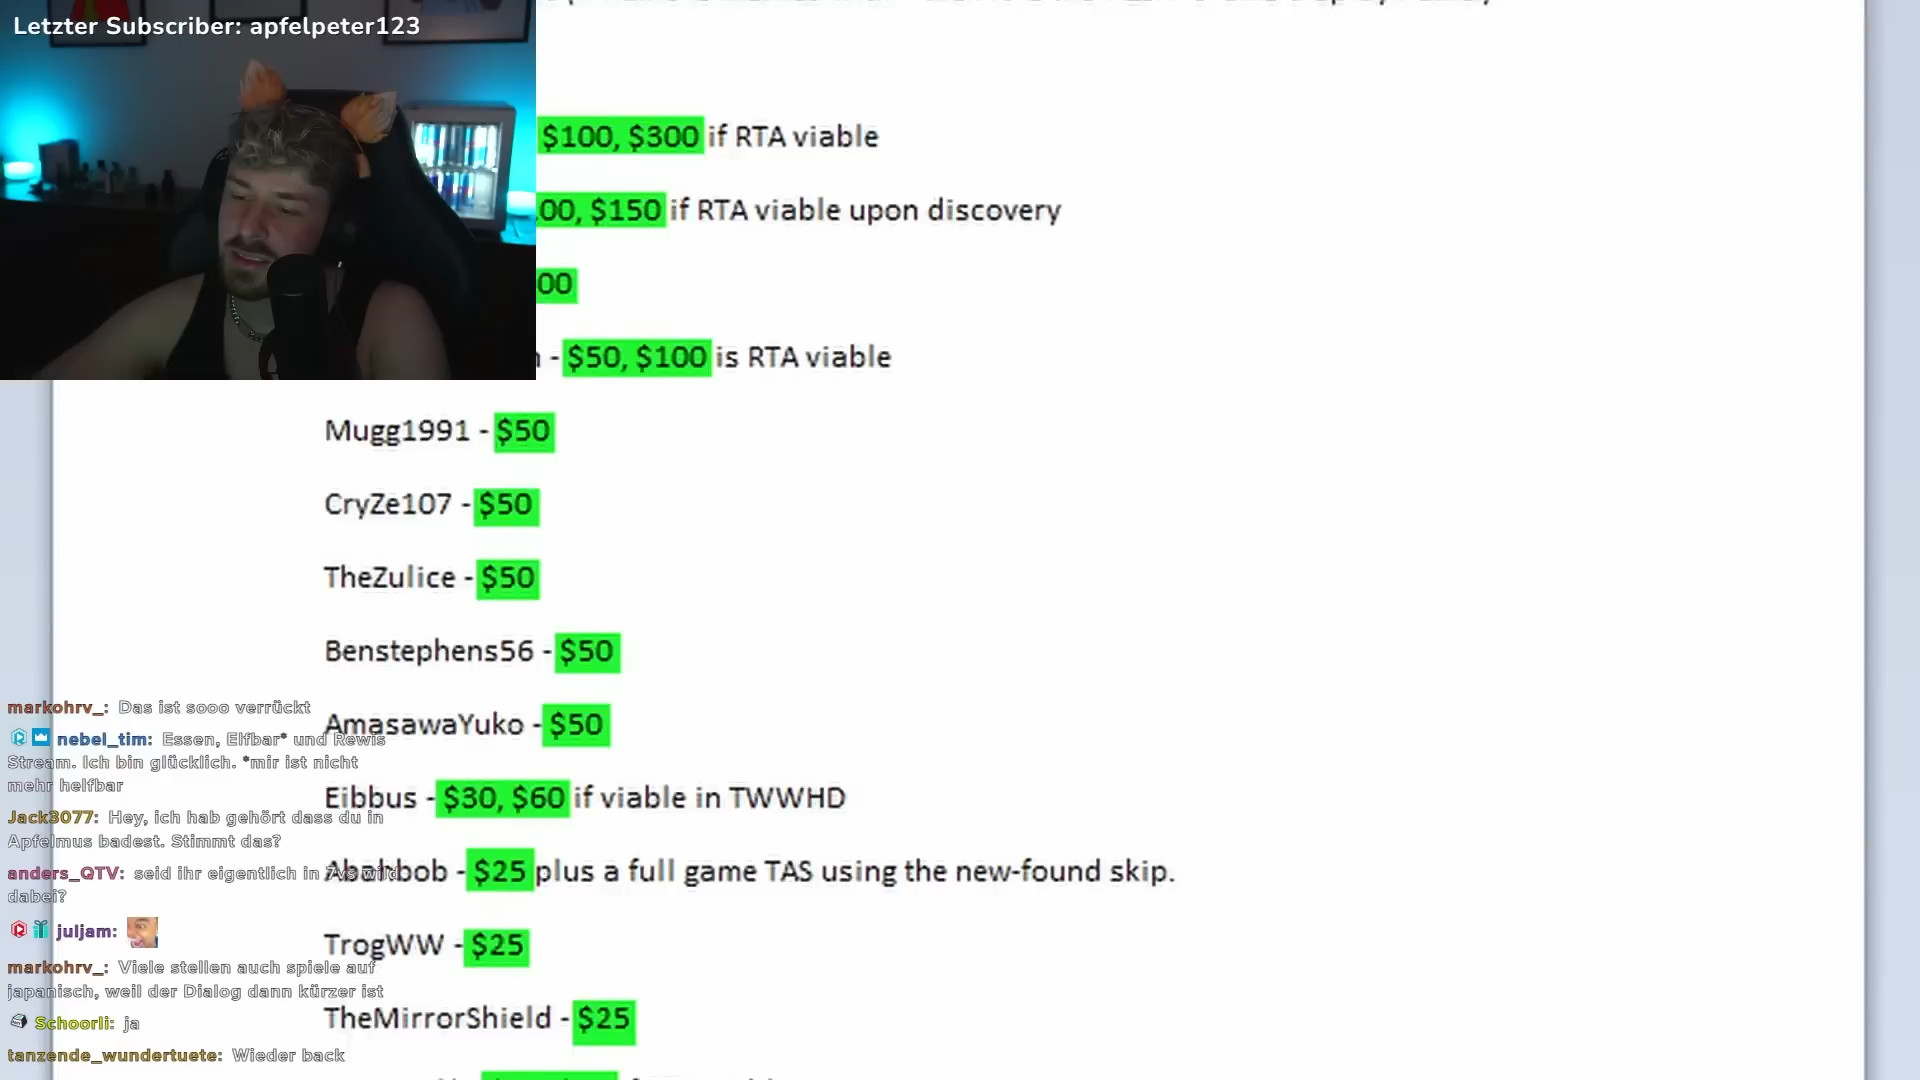 Letzter Subscriber: apfelpeter123
$100, $300 if RTA viable
00, $150 if RTA viable upon discovery
00
- $50, $100 is RTA viable
Mugg1991 - $50
CryZe107 - $50
TheZulice - $50
Benstephens56 - $50
AmasawaYuko - $50
Eibbus - $30, $60 if viable in TWWHD
Abahbob - $25 plus a full game TAS using the new-found skip.
TrogWW - $25
TheMirrorShield - $25
markohrv_: Das ist sooo verrückt
nebel_tim: Essen, Elfbar* und Rewis
Stream. Ich bin glücklich. *mir ist nicht
mehr helfbar
Jack3077: Hey, ich hab gehört dass du in
Apfelmus badest. Stimmt das?
anders_QTV: seid ihr eigentlich in 7vs wild
dabei?
juljam:
markohrv_: Viele stellen auch spiele auf
japanisch, weil der Dialog dann kürzer ist
Schoorli: ja
tanzende_wundertuete: Wieder back